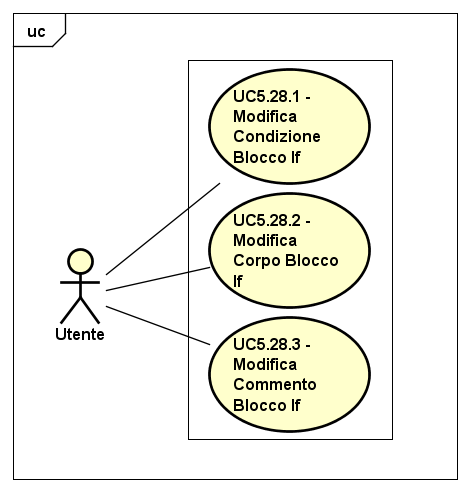 uc
UC5.28.1 -
Modifica
Condizione
Blocco If
UC5.28.2 -
Modifica
Corpo Blocco
If
Utente
UC5.28.3 -
Modifica
Commento
Blocco If